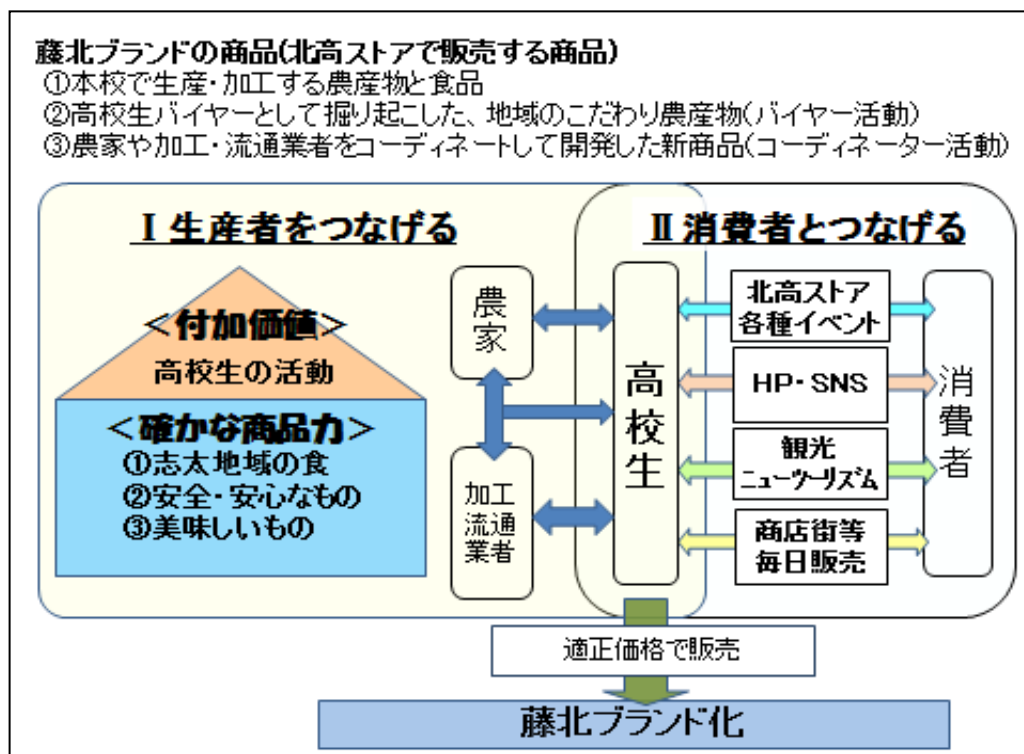 藤北ブランドの商品(北高ストアで販売する商品)
①本校で生産・加工する農産物と食品
②高校生バイヤーとして掘り起こした、地域のこだわり農産物(バイヤー活動)
③農家や加工・流通業者をコーディネートして開発した新商品(コーディネーター活動)
Ⅰ生産者をつなげる
<付加価値>
高校生の活動
<確かな商品力>
①志太地域の食
②安全・安心なもの
③美味しいもの
農家
加工
流通
業者
Ⅱ消費者とつなげる
高校生
北高ストア
各種イベント
HP・SNS
観光
ニューツーリズム
商店街等
毎日販売
消費者
適正価格で販売
藤北ブランド化